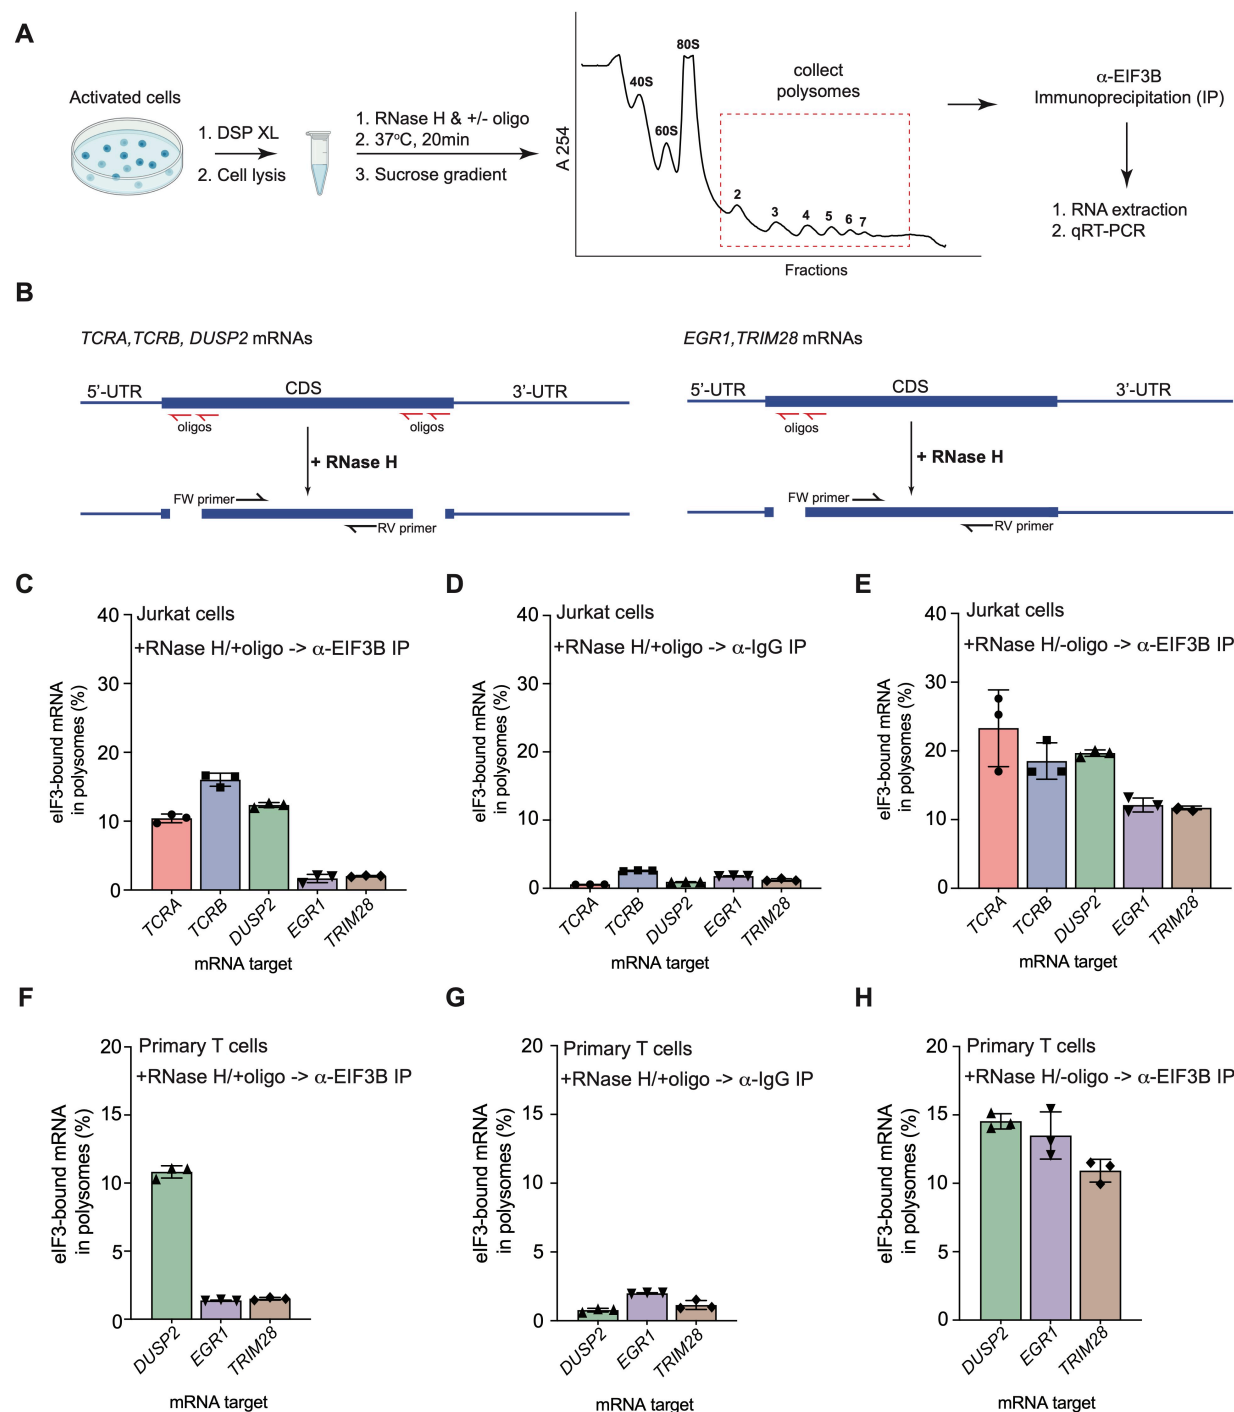 A
Activated cells
1. DSP XL
2. Cell lysis
1. RNase H & +/- oligo
2. 37°C, 20min
3. Sucrose gradient
A 254
40S
60S
80S
collect
polysomes
2
3
4
5
6
7
Fractions
α-EIF3B
Immunoprecipitation (IP)
1. RNA extraction
2. qRT-PCR
B
TCRA,TCRB, DUSP2 mRNAs
5'-UTR
CDS
3'-UTR
oligos
oligos
+ RNase H
FW primer
RV primer
EGR1,TRIM28 mRNAs
5'-UTR
CDS
3'-UTR
oligos
+ RNase H
FW primer
RV primer
C
Jurkat cells
+RNase H/+oligo -> α-EIF3B IP
eIF3-bound mRNA
in polysomes (%)
40
30
20
10
0
TCRA
TCRB
DUSP2
EGR1
TRIM28
mRNA target
D
Jurkat cells
+RNase H/+oligo -> α-IgG IP
eIF3-bound mRNA
in polysomes (%)
40
30
20
10
0
TCRA
TCRB
DUSP2
EGR1
TRIM28
mRNA target
E
Jurkat cells
+RNase H/-oligo -> α-EIF3B IP
eIF3-bound mRNA
in polysomes (%)
40
30
20
10
0
TCRA
TCRB
DUSP2
EGR1
TRIM28
mRNA target
F
Primary T cells
+RNase H/+oligo -> α-EIF3B IP
eIF3-bound mRNA
in polysomes (%)
20
15
10
5
0
DUSP2
EGR1
TRIM28
mRNA target
G
Primary T cells
+RNase H/+oligo -> α-IgG IP
eIF3-bound mRNA
in polysomes (%)
20
15
10
5
0
DUSP2
EGR1
TRIM28
mRNA target
H
Primary T cells
+RNase H/-oligo -> α-EIF3B IP
eIF3-bound mRNA
in polysomes (%)
20
15
10
5
0
DUSP2
EGR1
TRIM28
mRNA target